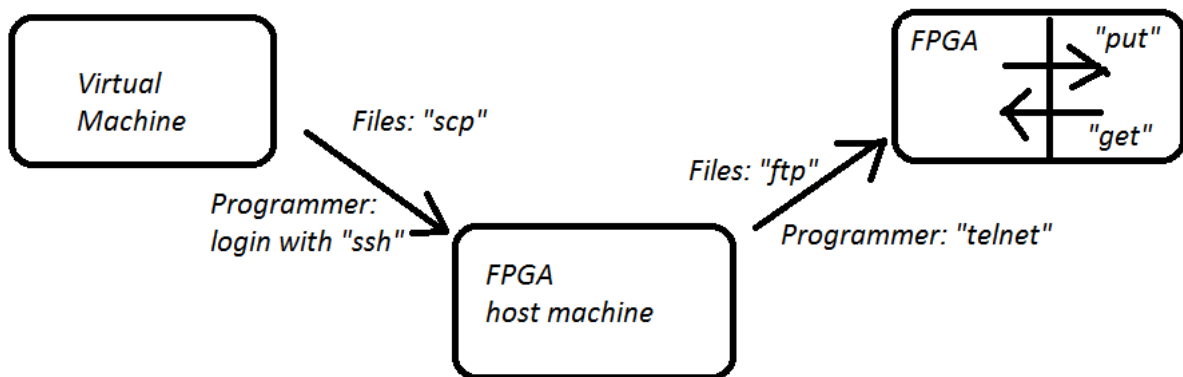 Virtual
Machine
Files: "scp"
Programmer:
login with "ssh"
FPGA
host machine
Files: "ftp"
Programmer: "telnet"
FPGA
"put"
"get"